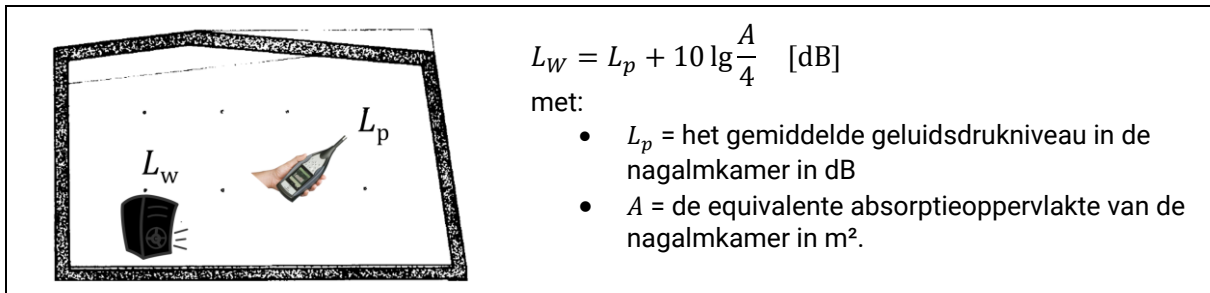 L_w
L_p
L_W = L_p + 10 lg A/4 [dB]
met:
• L_p = het gemiddelde geluidsdrukniveau in de
nagalmkamer in dB
• A = de equivalente absorptieoppervlakte van de
nagalmkamer in m².